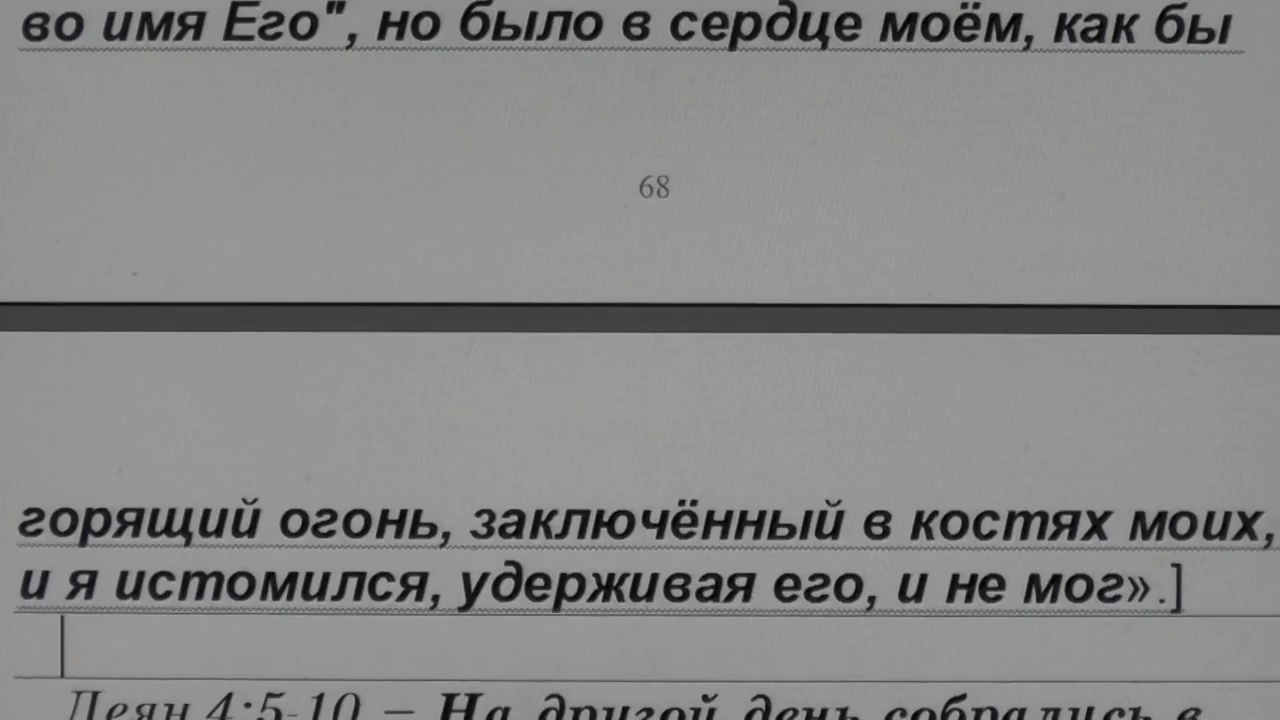 во имя Его", но было в сердце моём, как бы
68
горящий огонь, заключённый в костях моих,
и я истомился, удерживая его, и не мог».]
Деян 4:5-10 – На другой день собрались в